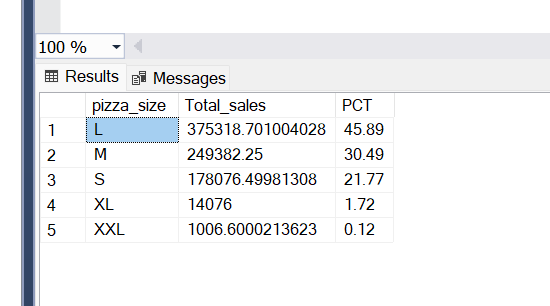 100 %
Results Messages
pizza_size Total_sales PCT
1 L 375318.701004028 45.89
2 M 249382.25 30.49
3 S 178076.49981308 21.77
4 XL 14076 1.72
5 XXL 1006.6000213623 0.12